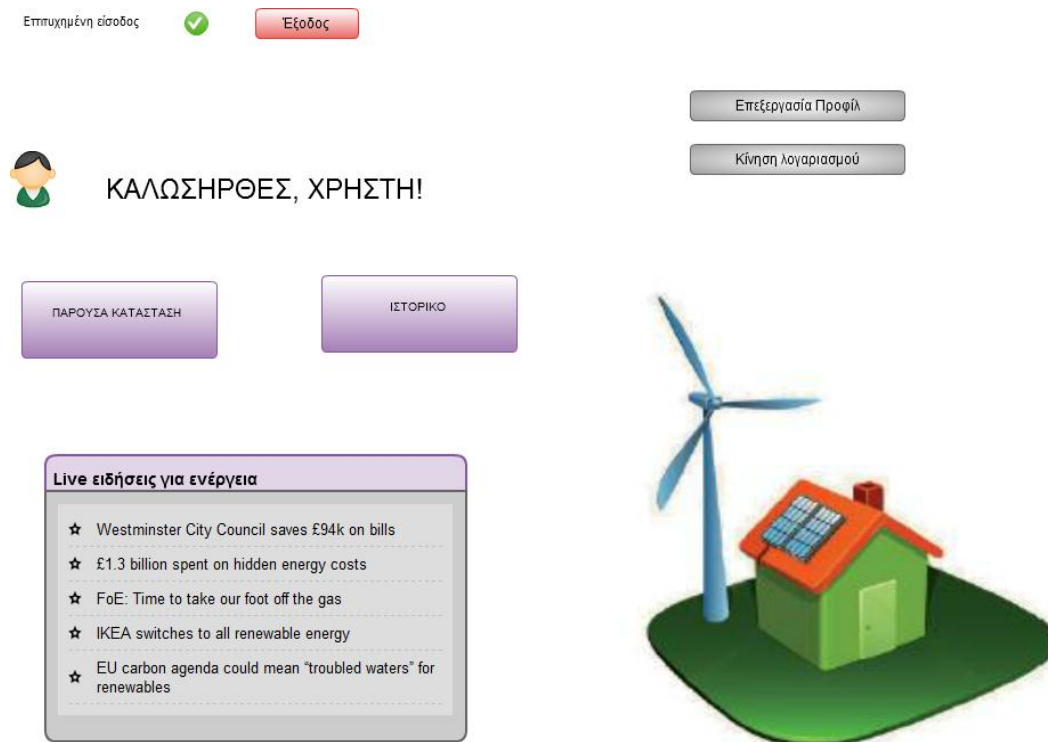 Επιτυχημένη είσοδος
Έξοδος
Επεξεργασία Προφίλ
Κίνηση λογαριασμού
ΚΑΛΩΣΗΡΘΕΣ, ΧΡΗΣΤΗ!
ΠΑΡΟΥΣΑ ΚΑΤΑΣΤΑΣΗ
ΙΣΤΟΡΙΚΟ
Live ειδήσεις για ενέργεια
Westminster City Council saves £94k on bills
£1.3 billion spent on hidden energy costs
FoE: Time to take our foot off the gas
IKEA switches to all renewable energy
EU carbon agenda could mean “troubled waters” for
renewables